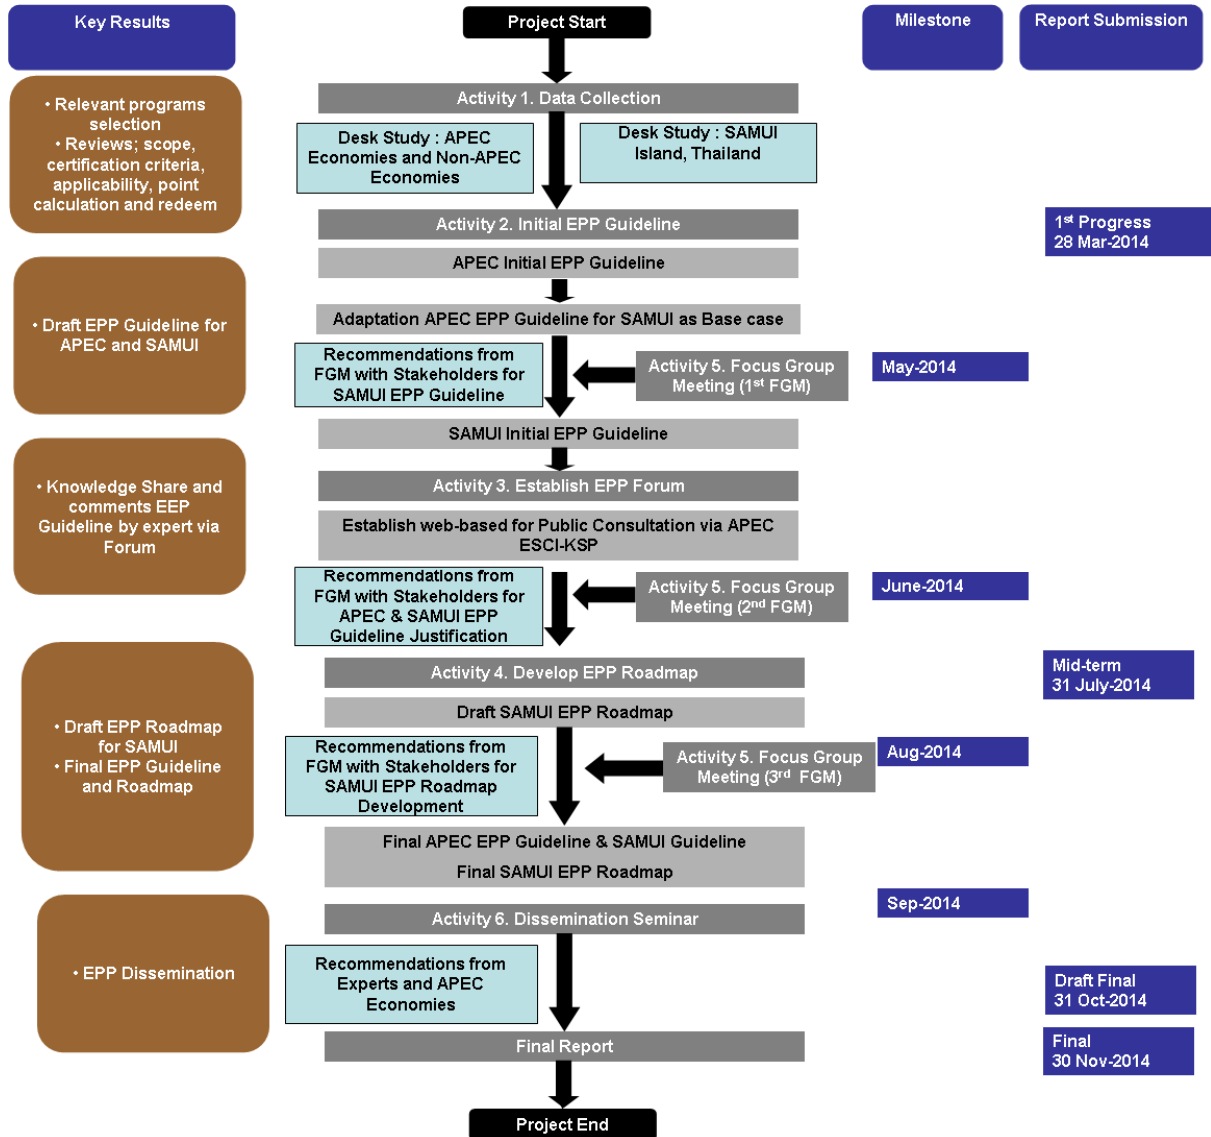 Key Results
Project Start
Milestone
Report Submission
• Relevant programs
selection
• Reviews; scope,
certification criteria,
applicability, point
calculation and redeem
Activity 1. Data Collection
Desk Study : APEC
Economies and Non-APEC
Economies
Desk Study : SAMUI
Island, Thailand
Activity 2. Initial EPP Guideline
1st Progress
28 Mar-2014
APEC Initial EPP Guideline
• Draft EPP Guideline for
APEC and SAMUI
Adaptation APEC EPP Guideline for SAMUI as Base case
Recommendations from
FGM with Stakeholders for
SAMUI EPP Guideline
Activity 5. Focus Group
Meeting (1st FGM)
May-2014
SAMUI Initial EPP Guideline
• Knowledge Share and
comments EEP
Guideline by expert via
Forum
Activity 3. Establish EPP Forum
Establish web-based for Public Consultation via APEC
ESCI-KSP
Recommendations from
FGM with Stakeholders for
APEC & SAMUI EPP
Guideline Justification
Activity 5. Focus Group
Meeting (2nd FGM)
June-2014
Activity 4. Develop EPP Roadmap
Mid-term
31 July-2014
Draft SAMUI EPP Roadmap
• Draft EPP Roadmap
for SAMUI
• Final EPP Guideline
and Roadmap
Recommendations from
FGM with Stakeholders for
SAMUI EPP Roadmap
Development
Activity 5. Focus Group
Meeting (3rd FGM)
Aug-2014
Final APEC EPP Guideline & SAMUI Guideline
Final SAMUI EPP Roadmap
Sep-2014
Activity 6. Dissemination Seminar
• EPP Dissemination
Recommendations from
Experts and APEC
Economies
Draft Final
31 Oct-2014
Final Report
Final
30 Nov-2014
Project End